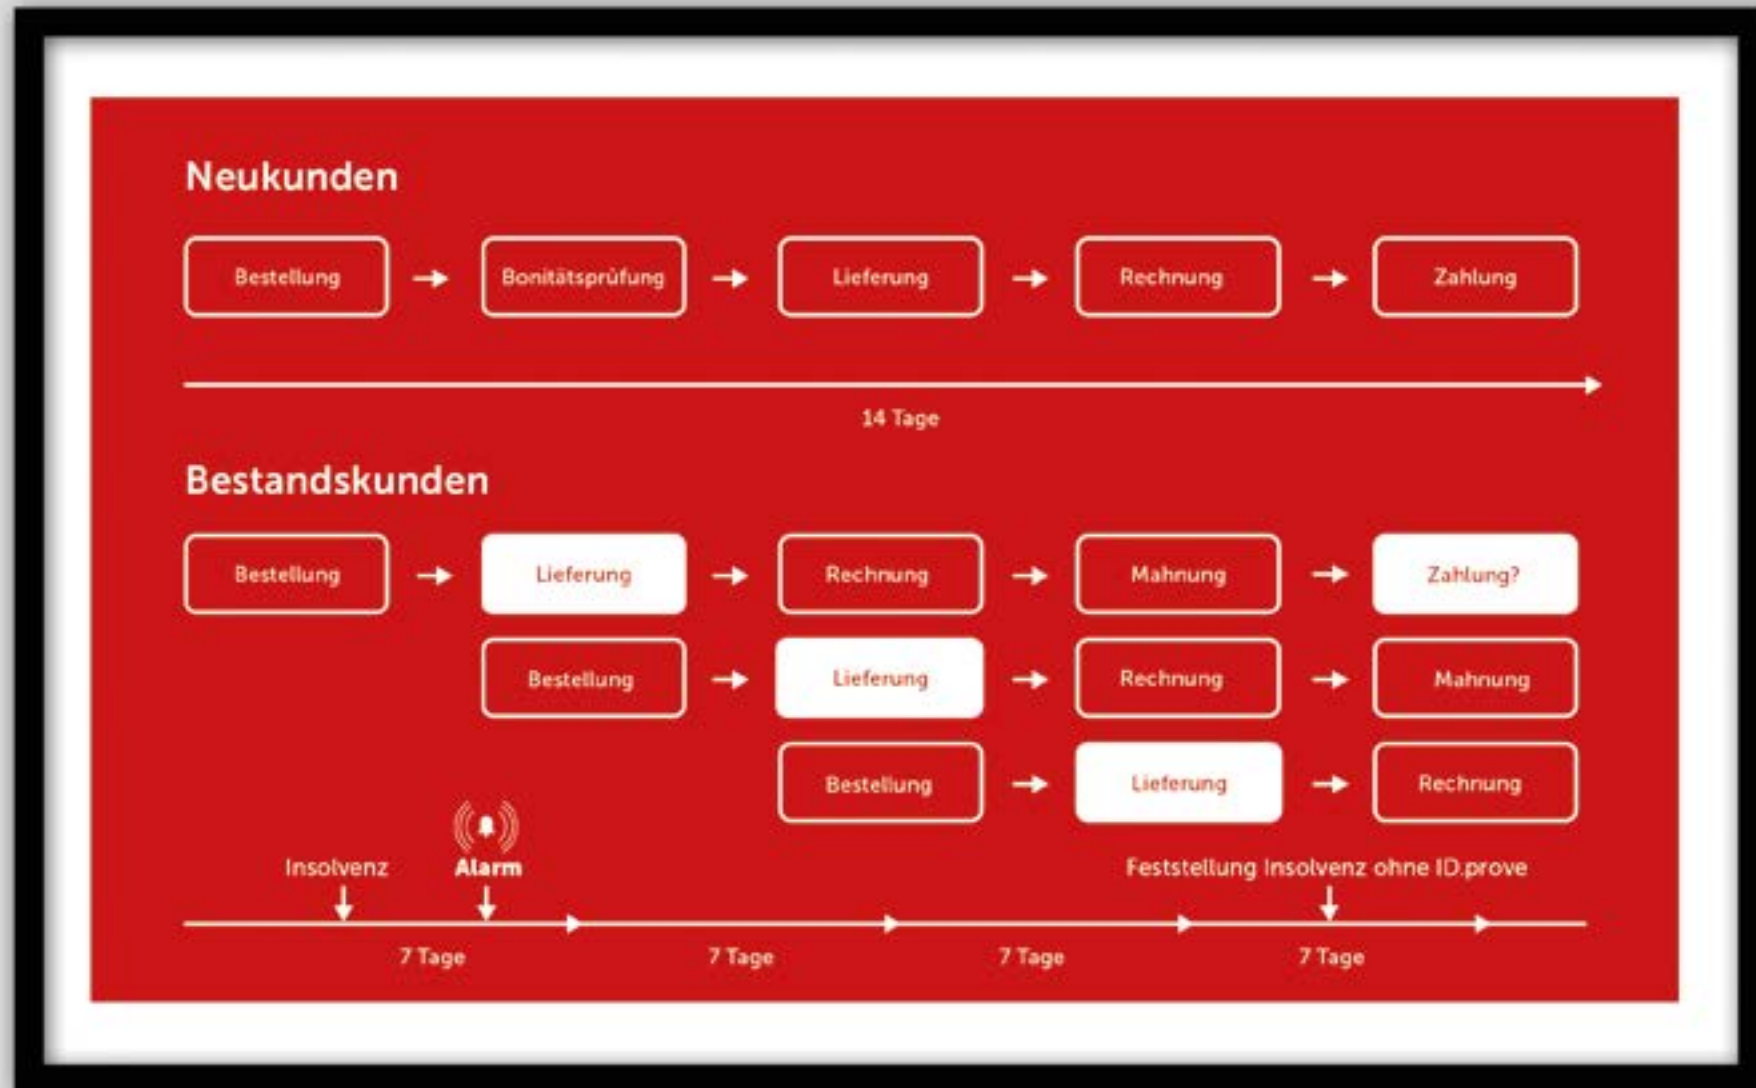 Neukunden
Bestellung Bonitätsprüfung Lieferung Rechnung Zahlung
14 Tage
Bestandskunden
Bestellung Lieferung Rechnung Mahnung Zahlung?
Bestellung Lieferung Rechnung Mahnung
Bestellung Lieferung Rechnung
Insolvenz Alarm Feststellung Insolvenz ohne ID.prove
7 Tage 7 Tage 7 Tage 7 Tage